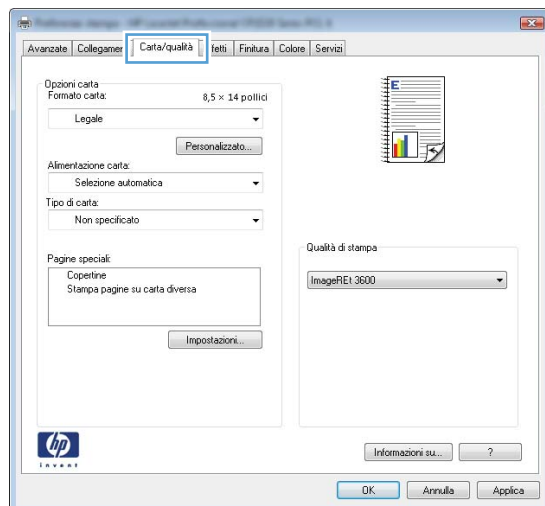 Avanzate Collegamer Carta/qualità fetti Finitura Colore Servizi
Opzioni carta
Formato carta: 8,5 × 14 pollici
Legale
Personalizzato...
Alimentazione carta:
Selezione automatica
Tipo di carta:
Non specificato
Pagine speciali:
Copertine
Stampa pagine su carta diversa
Impostazioni...
E
Qualità di stampa
ImageREt 3600
hp
invent
Informazioni su... ?
OK Annulla Applica